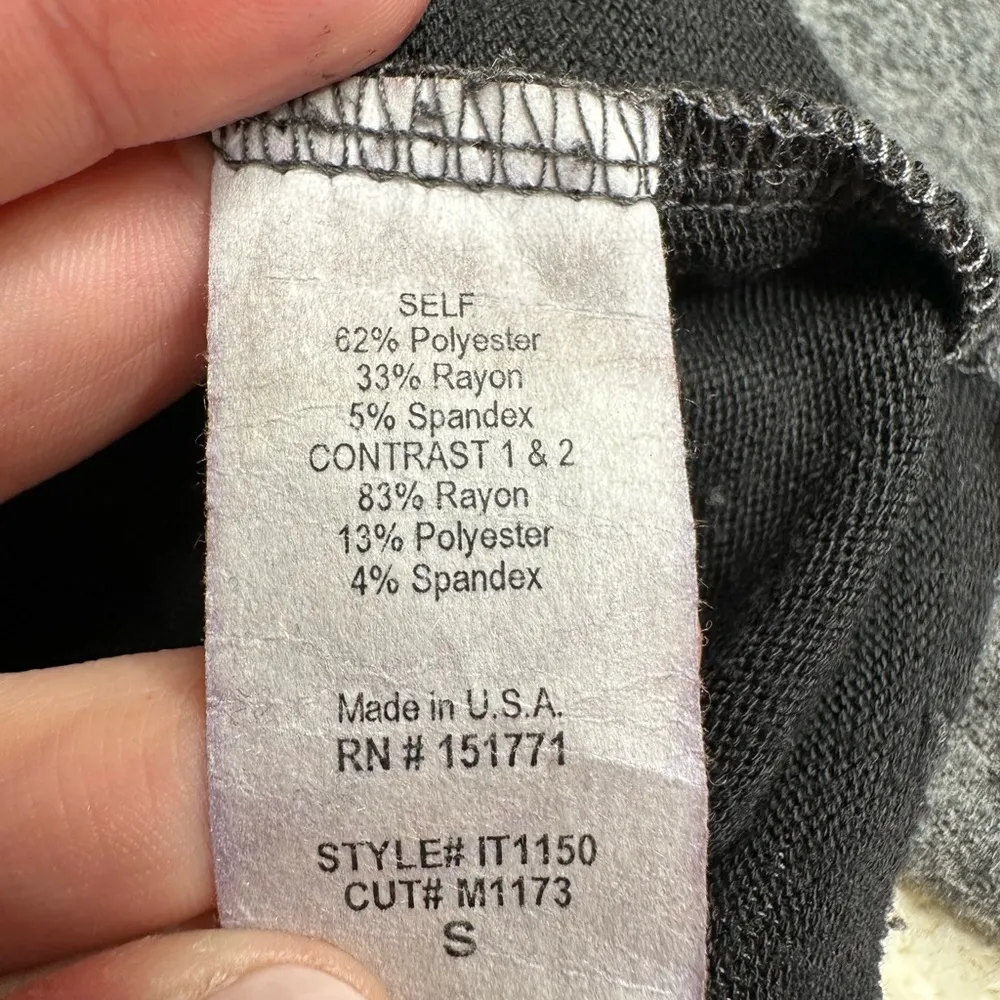 SELF
62% Polyester
33% Rayon
5% Spandex
CONTRAST 1 & 2
83% Rayon
13% Polyester
4% Spandex
Made in U.S.A.
RN # 151771
STYLE# IT1150
CUT# M1173
S